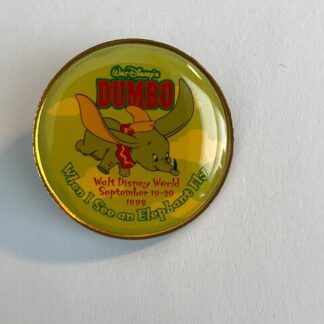 Walt Disney's
DUMBO
Walt Disney World
September 19-20
1998
When I See an Elephant Fly